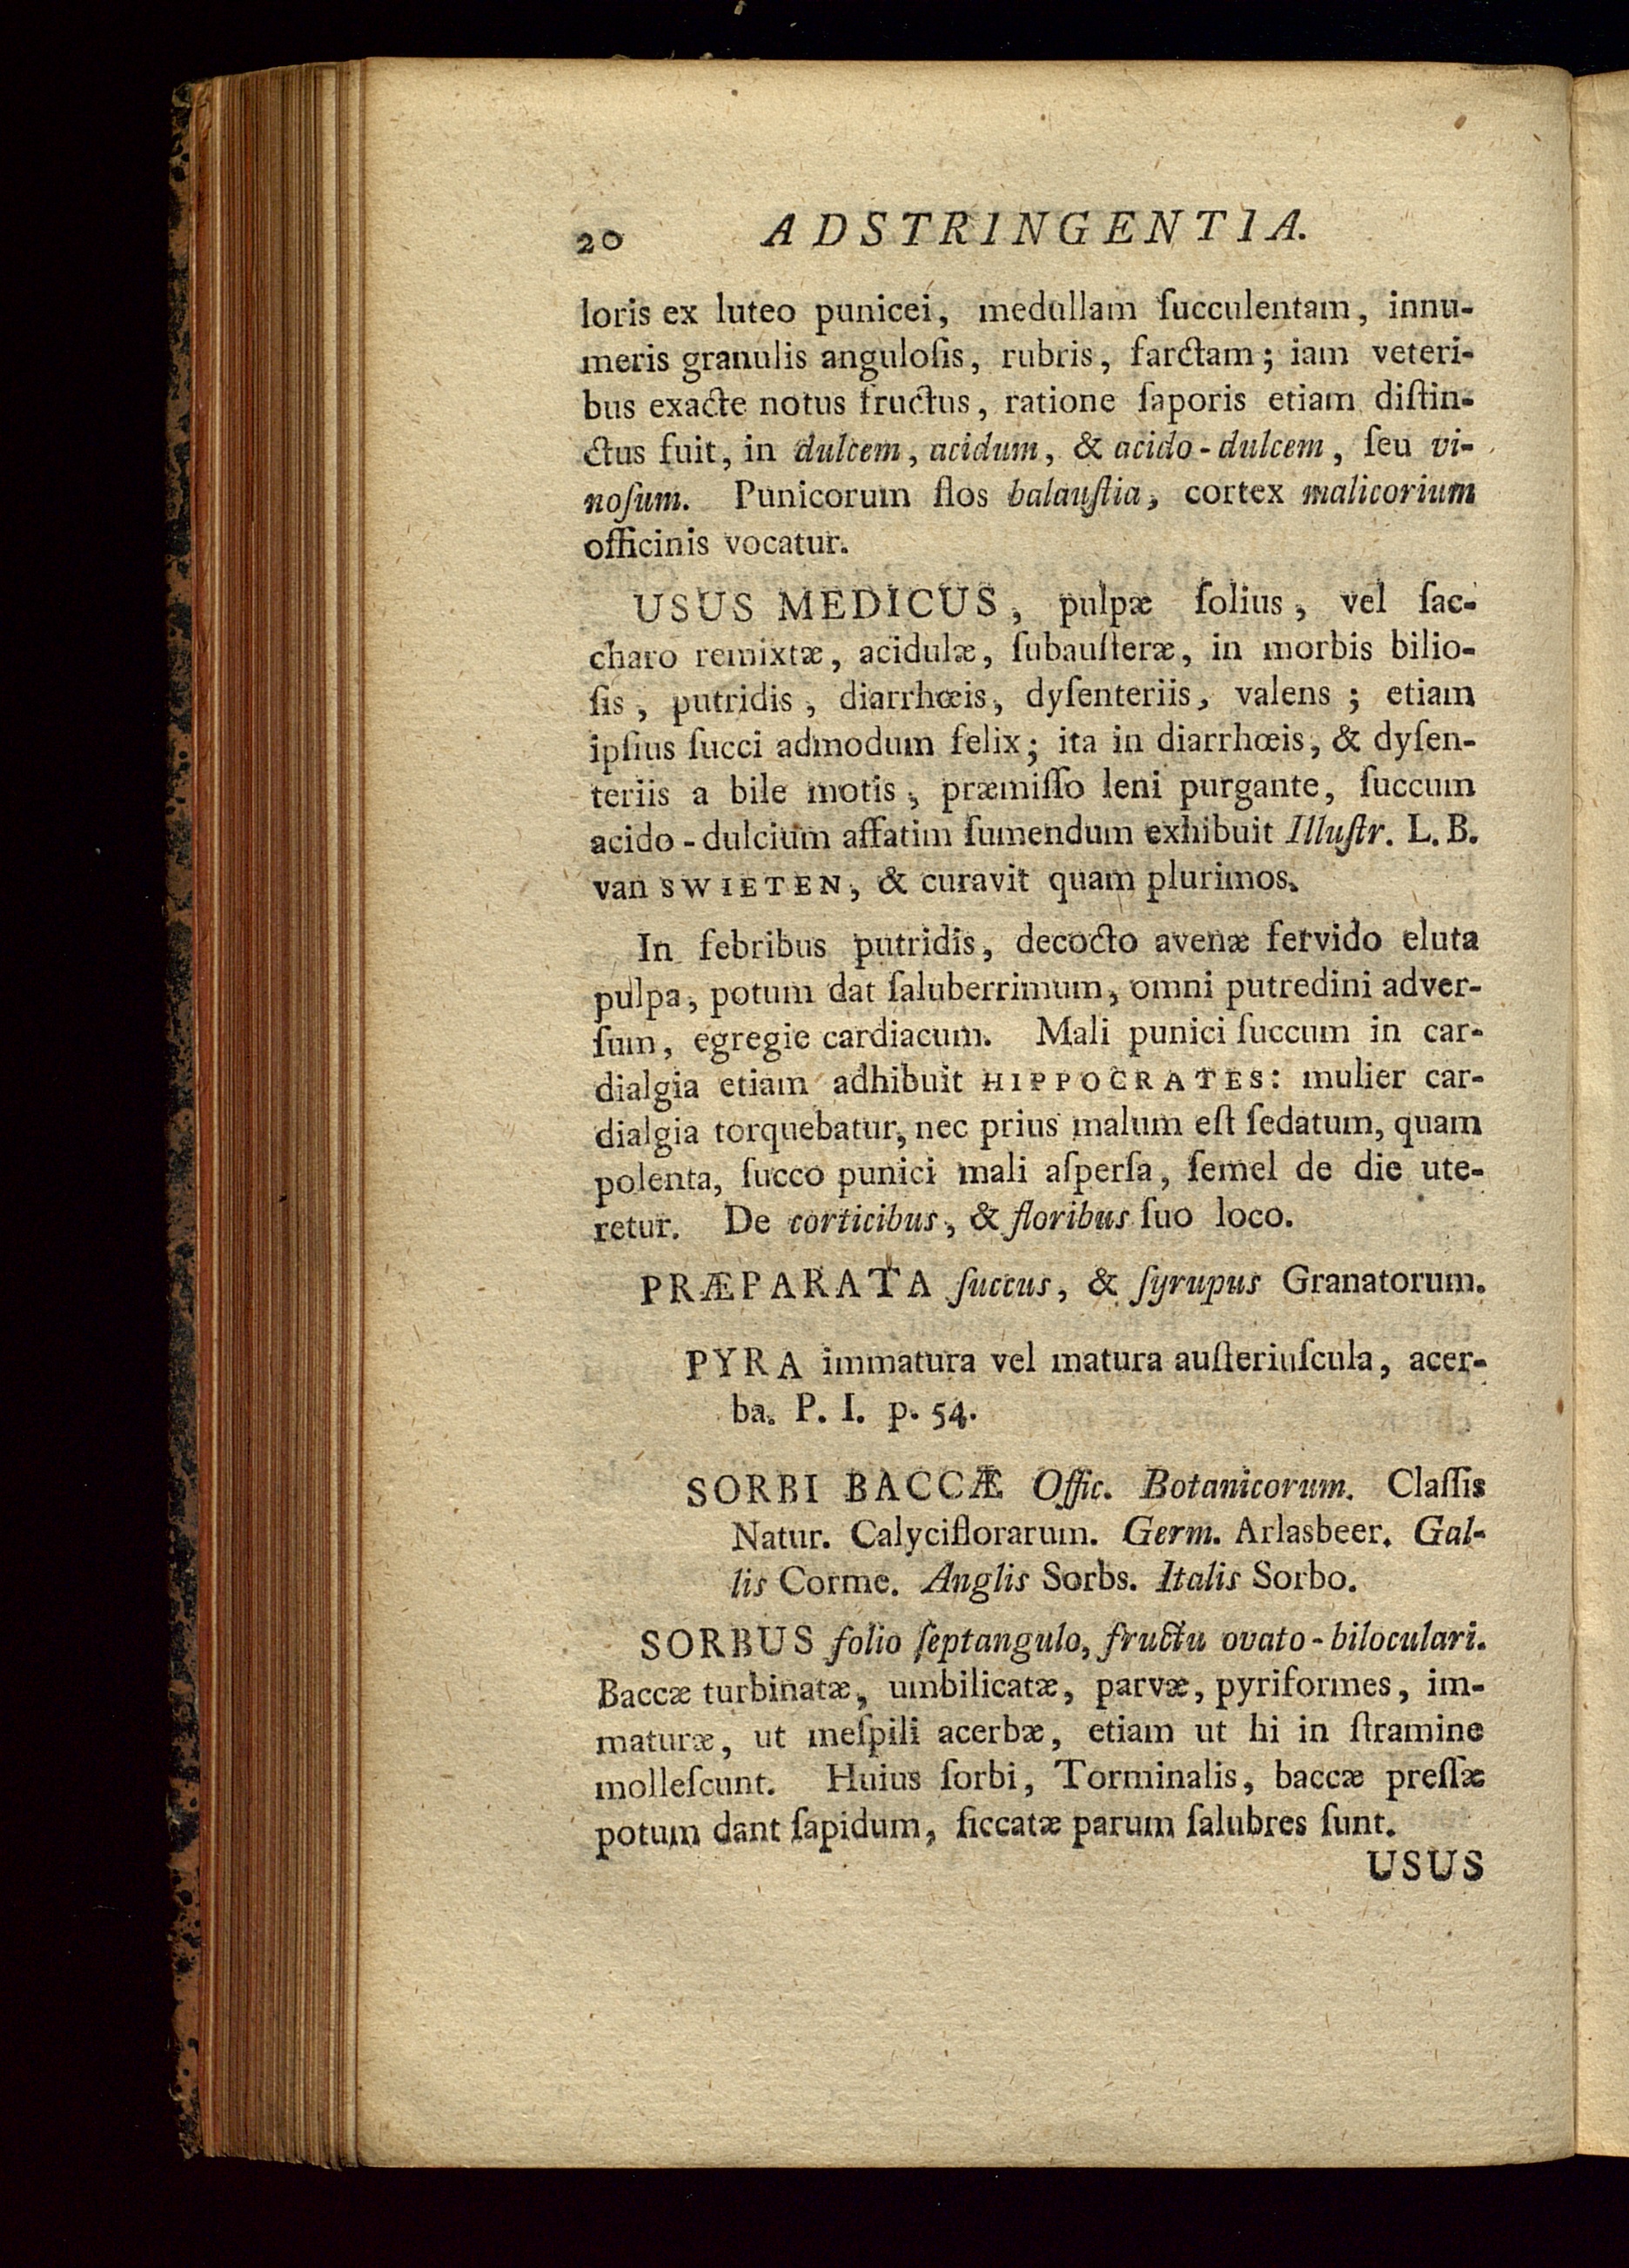 20 ADSTRINGENTIA.
loris ex luteo punicei, medullam ſucculentam, innu-
meris granulis anguloſis, rubris, farctam; iam veteri-
bus exacte notus fructus, ratione ſaporis etiam diſtin-
ctus fuit, in dulcem, acidum, & acido-dulcem, ſeu vi-
noſum. Punicorum flos balauſtia, cortex malicorium
officinis vocatur.
USUS MEDICUS, pulpæ ſolius, vel ſac-
charo remixtæ, acidulæ, ſubauſteræ, in morbis bilio-
ſis, putridis, diarrhœis, dyſenteriis, valens; etiam
ipſius ſucci admodum felix; ita in diarrhœis, & dyſen-
teriis a bile motis, præmiſſo leni purgante, ſuccum
acido-dulcium affatim ſumendum exhibuit Illuſtr. L. B.
van SWIETEN, & curavit quam plurimos.
In febribus putridis, decocto avenæ fervido eluta
pulpa, potum dat ſaluberrimum, omni putredini adver-
ſum, egregie cardiacum. Mali punici ſuccum in car-
dialgia etiam adhibuit HIPPOCRATES: mulier car-
dialgia torquebatur, nec prius malum eſt ſedatum, quam
polenta, ſucco punici mali aſperſa, ſemel de die ute-
retur. De corticibus, & floribus ſuo loco.
PRÆPARATA ſuccus, & ſyrupus Granatorum.
PYRA immatura vel matura auſteriuſcula, acer-
ba. P. I. p. 54.
SORBI BACCÆ Offic. Botanicorum. Claſſis
Natur. Calyciflorarum. Germ. Arlasbeer. Gal-
lis Corme. Anglis Sorbs. Italis Sorbo.
SORBUS folio ſeptangulo, fructu ovato-biloculari.
Baccæ turbinatæ, umbilicatæ, parvæ, pyriformes, im-
maturæ, ut meſpili acerbæ, etiam ut hi in ſtramine
molleſcunt. Huius ſorbi, Torminalis, baccæ preſſæ
potum dant ſapidum, ſiccatæ parum ſalubres ſunt.
USUS